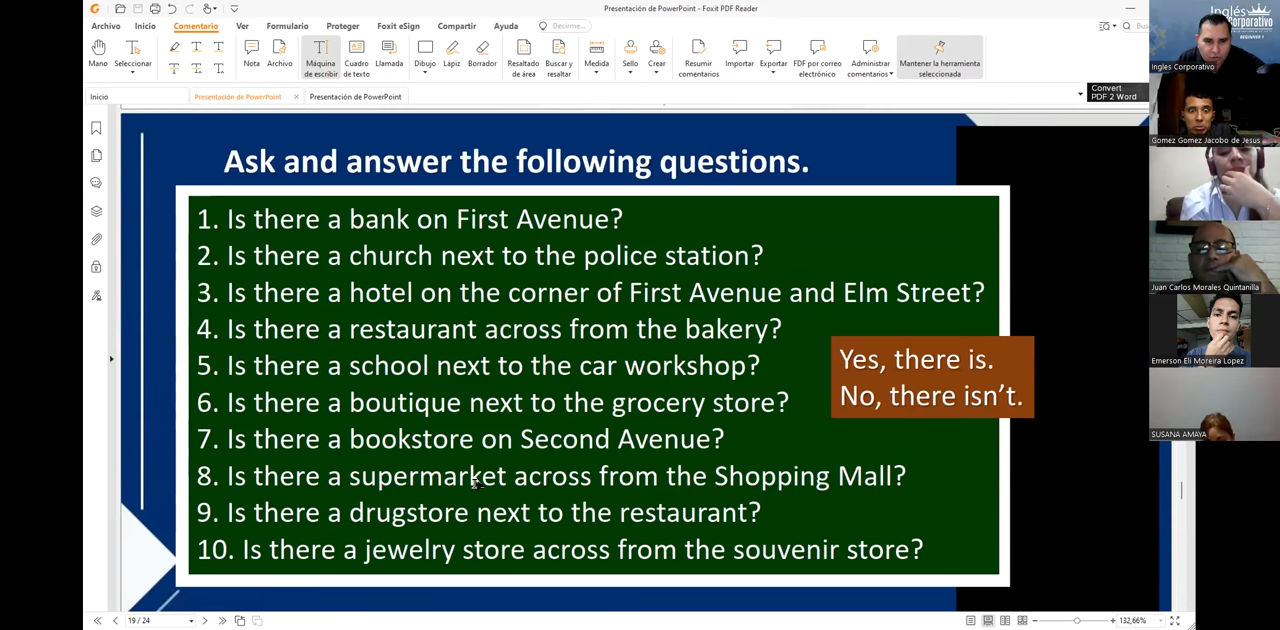 Presentación de PowerPoint - Foxit PDF Reader
Archivo Inicio Comentario Ver Formulario Proteger Foxit eSign Compartir Ayuda Decirme...
Mano Seleccionar Nota Archivo Máquina de escribir Cuadro de texto Llamada Dibujo Lápiz Borrador Resaltado de área Buscar y resaltar Medida Sello Crear Resumir comentarios Importar Exportar PDF por correo electrónico Administrar comentarios Mantener la herramienta seleccionada
Inicio Presentación de PowerPoint Presentación de PowerPoint
Convert
PDF 2 Word
Ask and answer the following questions.
1. Is there a bank on First Avenue?
2. Is there a church next to the police station?
3. Is there a hotel on the corner of First Avenue and Elm Street?
4. Is there a restaurant across from the bakery?
5. Is there a school next to the car workshop?
6. Is there a boutique next to the grocery store?
7. Is there a bookstore on Second Avenue?
8. Is there a supermarket across from the Shopping Mall?
9. Is there a drugstore next to the restaurant?
10. Is there a jewelry store across from the souvenir store?
Yes, there is.
No, there isn't.
19 / 24
132,66%
Inglés
Corporativo
BEGINNER 1
Ingles Corporativo
Gomez Gomez Jacobo de Jesus
Juan Carlos Morales Quintanilla
Emerson Eli Moreira Lopez
SUSANA AMAYA